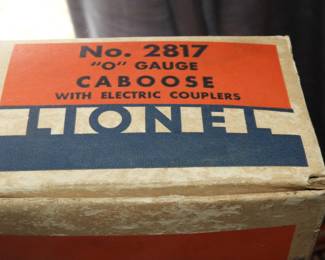 No. 2817
"O" GAUGE
CABOOSE
WITH ELECTRIC COUPLERS
LIONEL